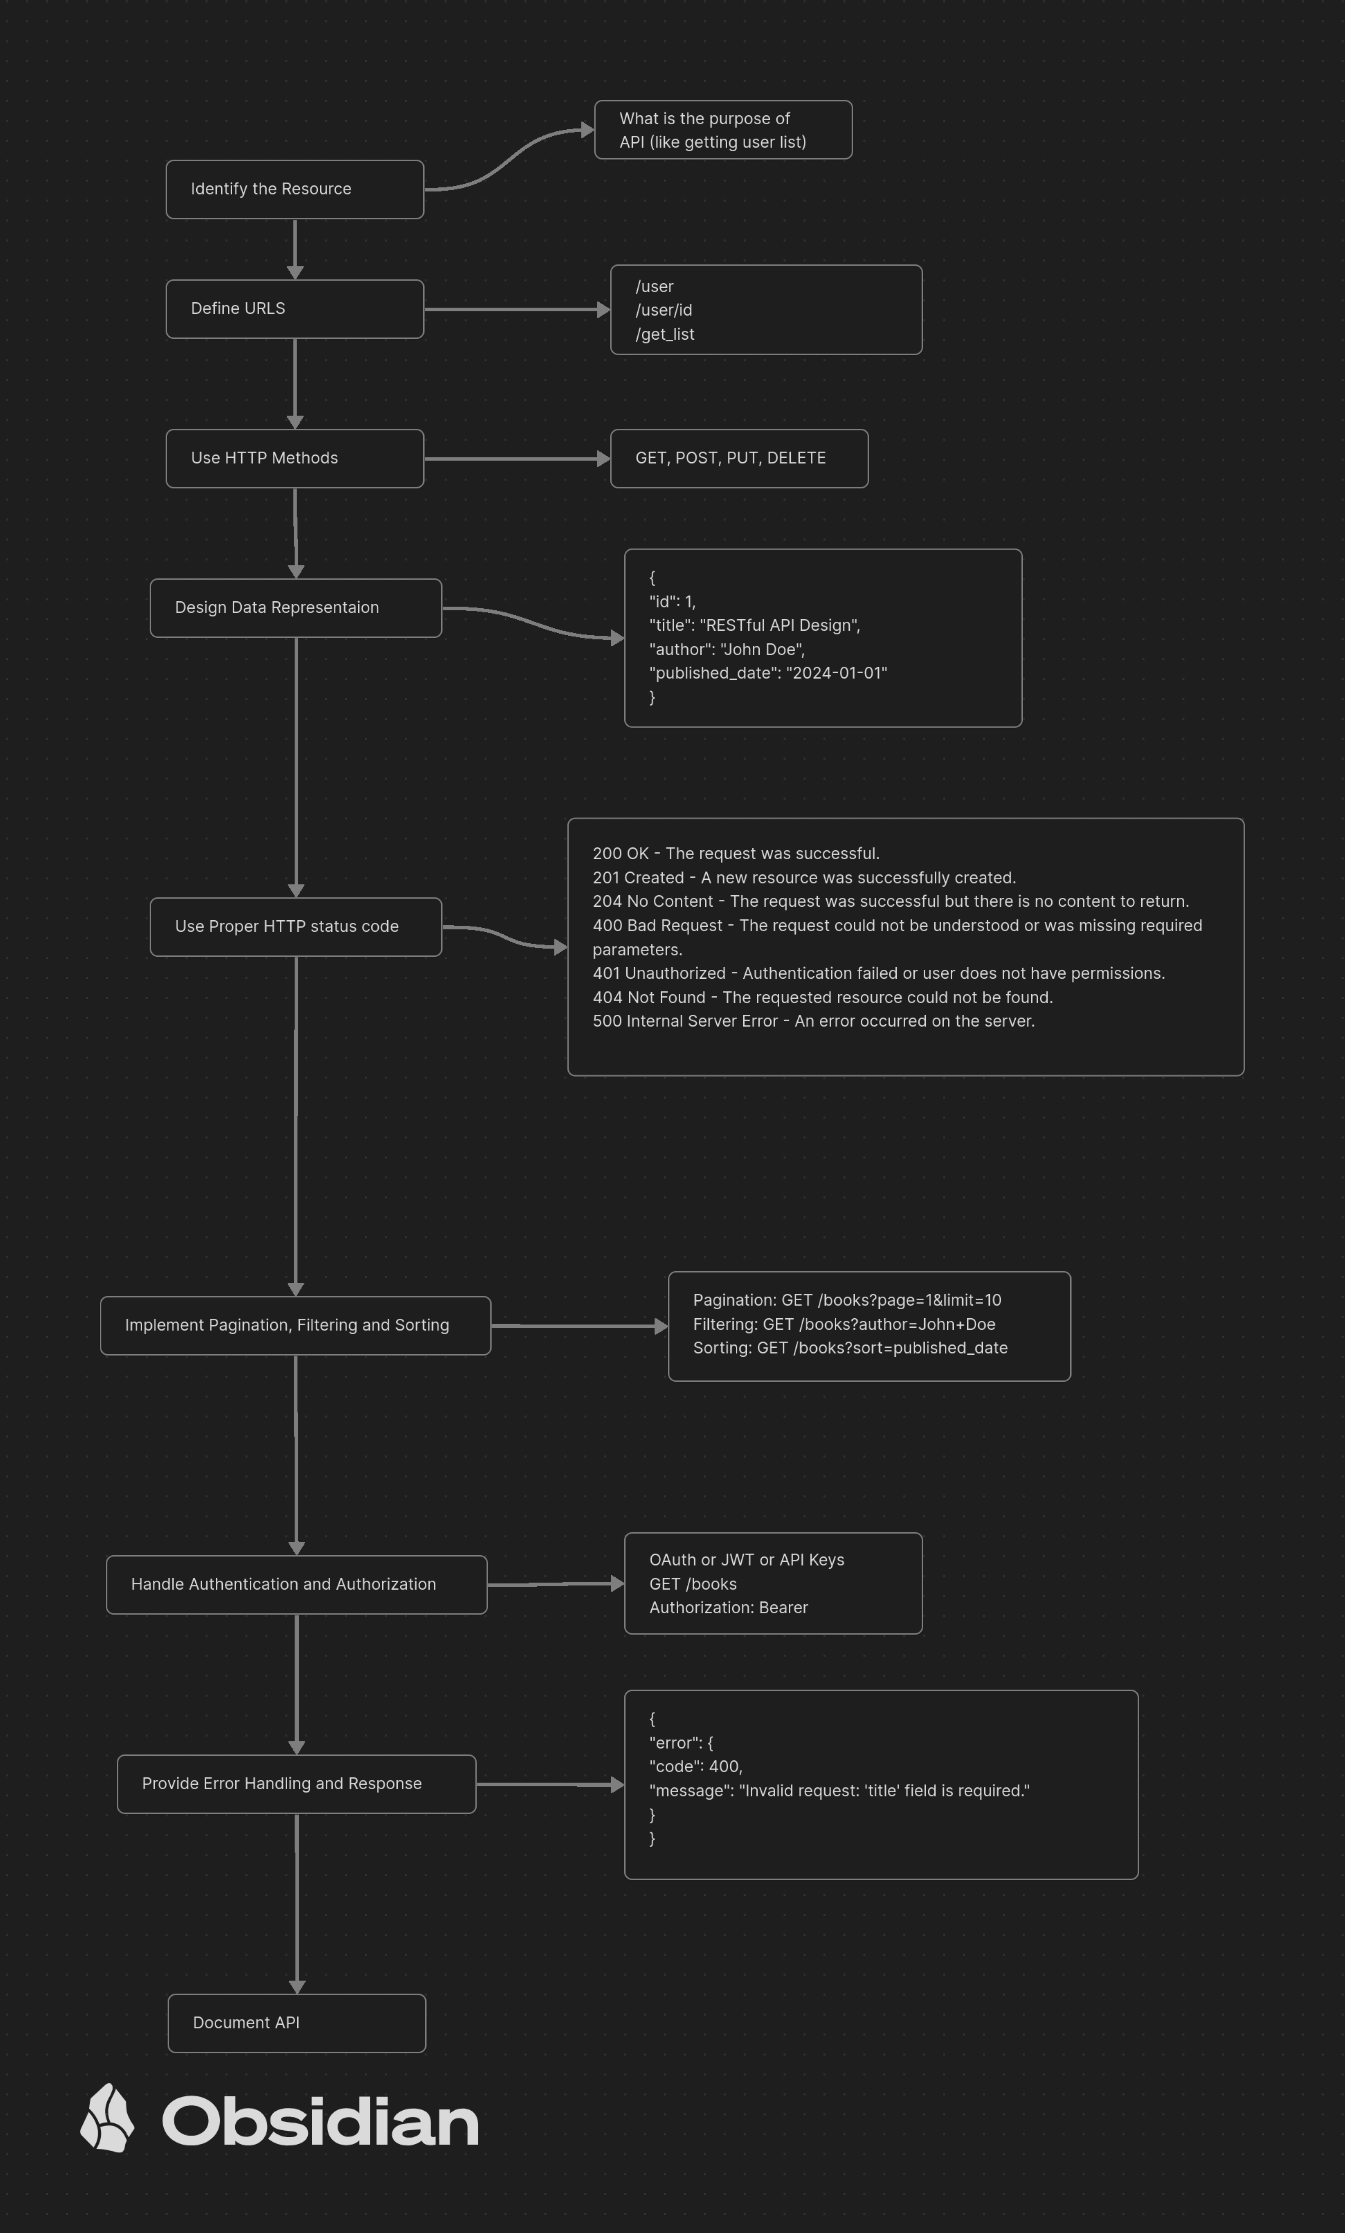 What is the purpose of
API (like getting user list)
Identify the Resource
Define URLS
/user
/user/id
/get_list
Use HTTP Methods
GET, POST, PUT, DELETE
Design Data Representaion
{
"id": 1,
"title": "RESTful API Design",
"author": "John Doe",
"published_date": "2024-01-01"
}
Use Proper HTTP status code
200 OK - The request was successful.
201 Created - A new resource was successfully created.
204 No Content - The request was successful but there is no content to return.
400 Bad Request - The request could not be understood or was missing required
parameters.
401 Unauthorized - Authentication failed or user does not have permissions.
404 Not Found - The requested resource could not be found.
500 Internal Server Error - An error occurred on the server.
Implement Pagination, Filtering and Sorting
Pagination: GET /books?page=1&limit=10
Filtering: GET /books?author=John+Doe
Sorting: GET /books?sort=published_date
Handle Authentication and Authorization
OAuth or JWT or API Keys
GET /books
Authorization: Bearer
Provide Error Handling and Response
{
"error": {
"code": 400,
"message": "Invalid request: 'title' field is required."
}
}
Document API
Obsidian